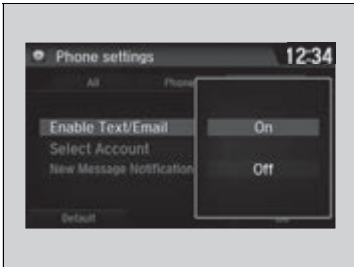 Phone settings 12:34
All Phone
Enable Text/Email On
Select Account
New Message Notification Off
Default